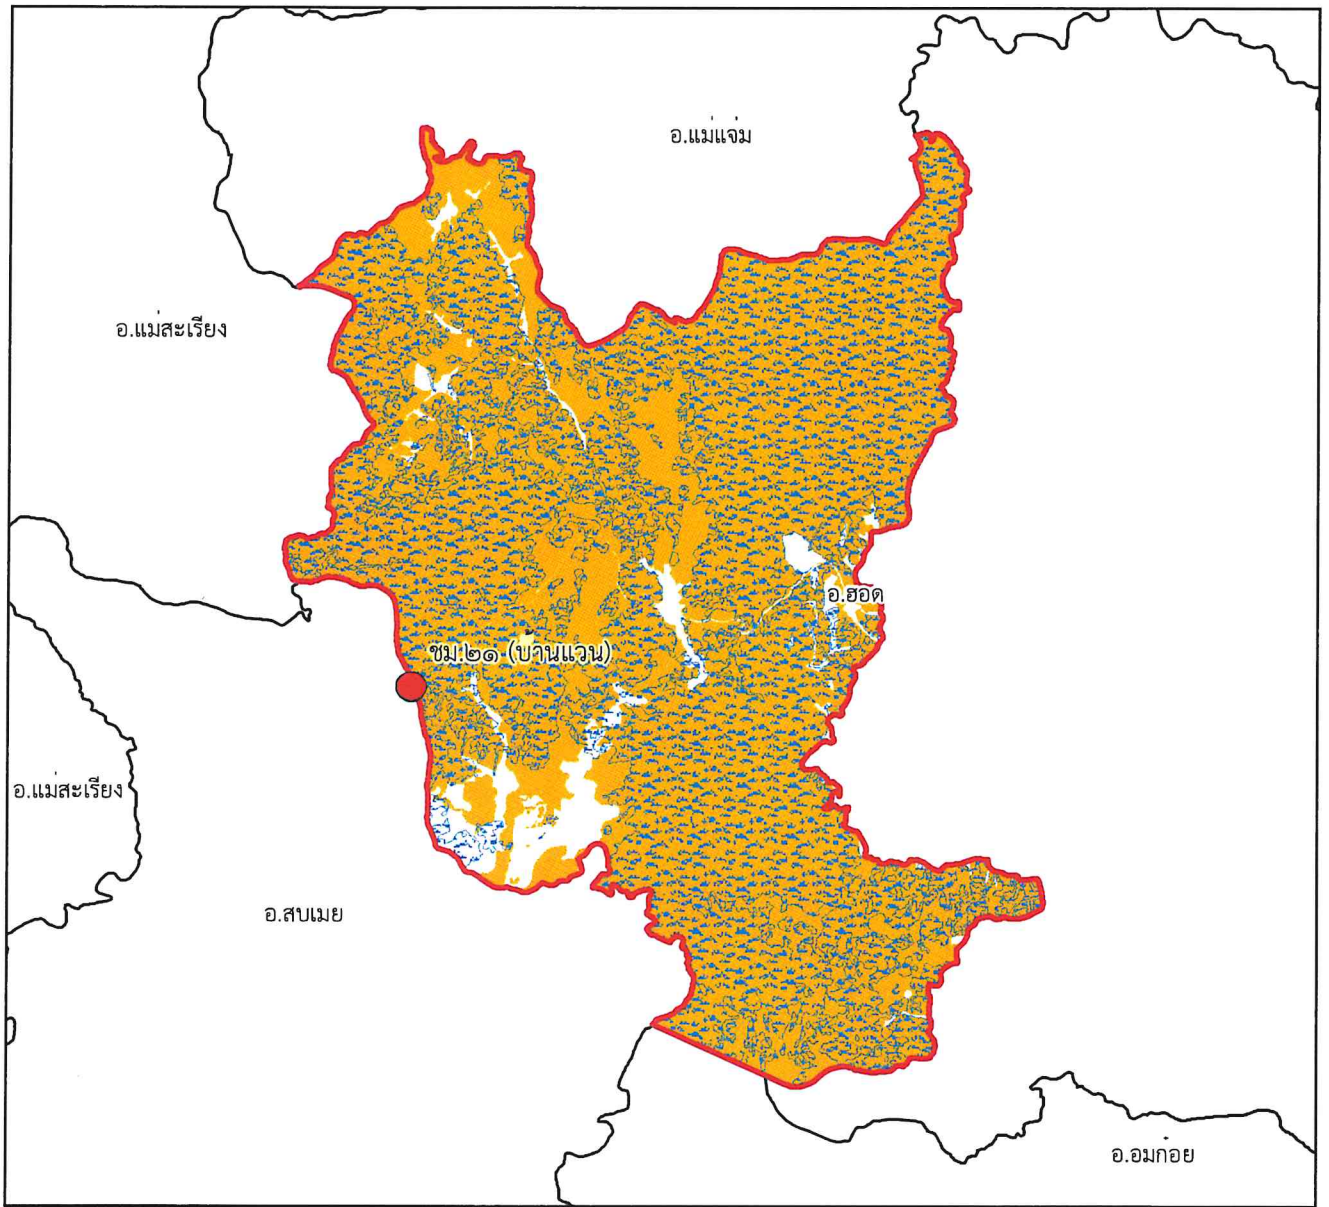 อ.แม่แจ่ม
อ.แม่สะเรียง
อ.ฮอด
ชม.๒๑ (บ้านแวน)
อ.แม่สะเรียง
อ.สบเมย
อ.อมก๋อย